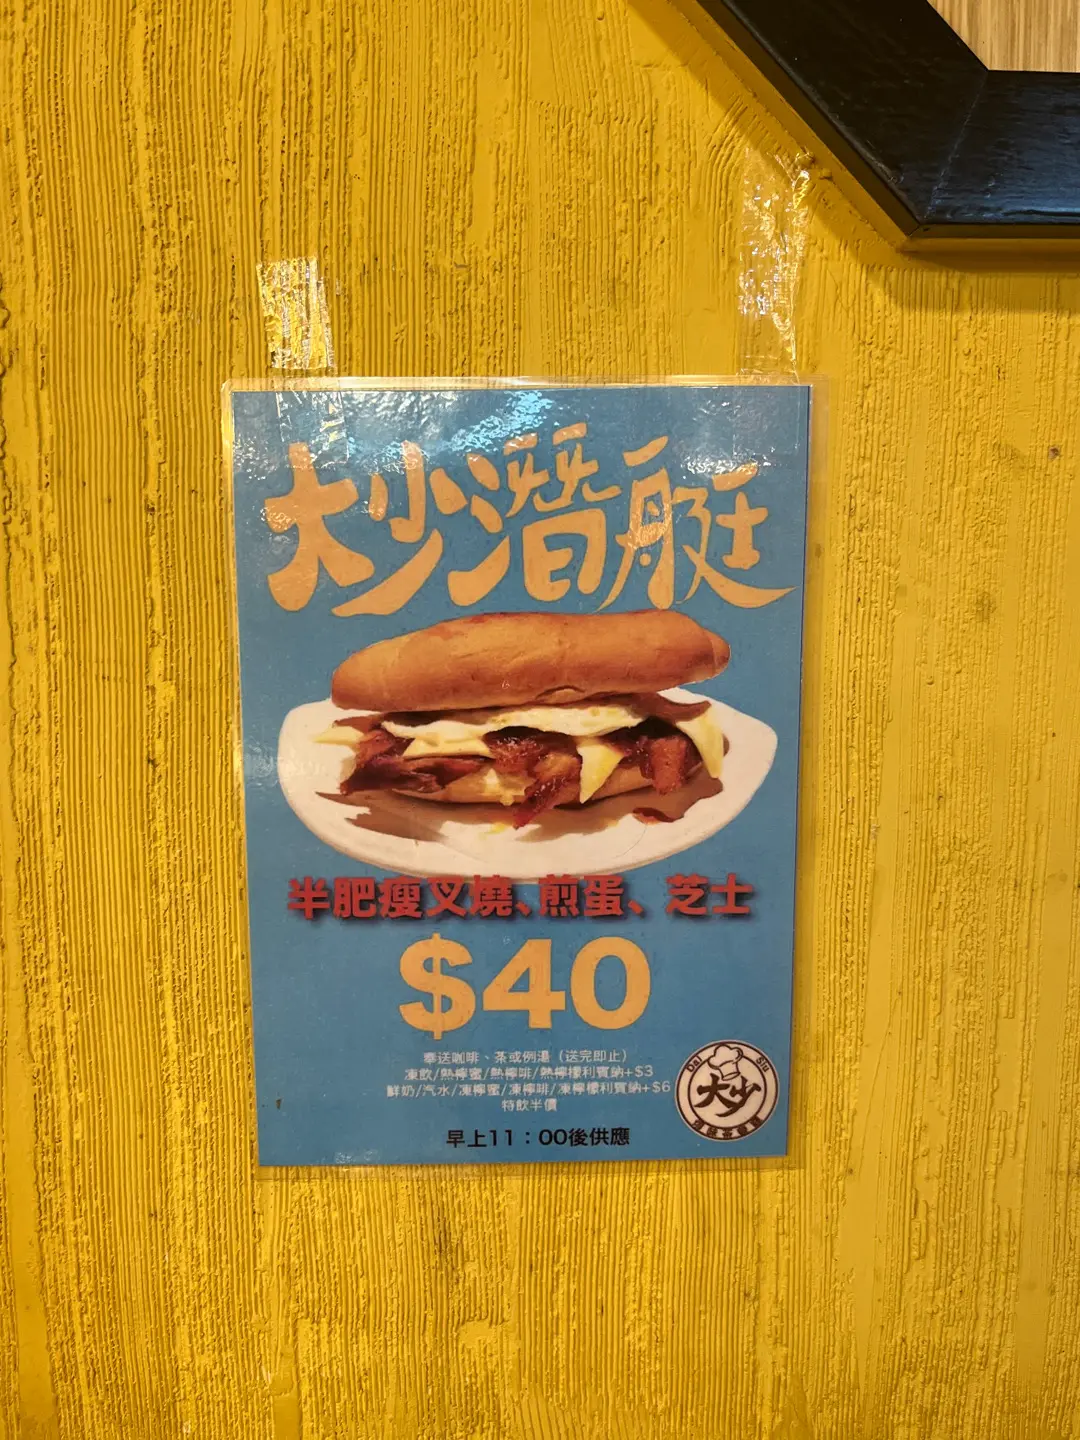 大少潛艇
半肥瘦叉燒、煎蛋、芝士
$40
奉送咖啡、茶或例湯（送完即止）
凍飲/熱檸蜜/熱檸啡/熱檸檬利賓納+$3
鮮奶/汽水/凍檸蜜/凍檸啡/凍檸檬利賓納+$6
特飲半價
早上11：00後供應
Dai Siu
大少